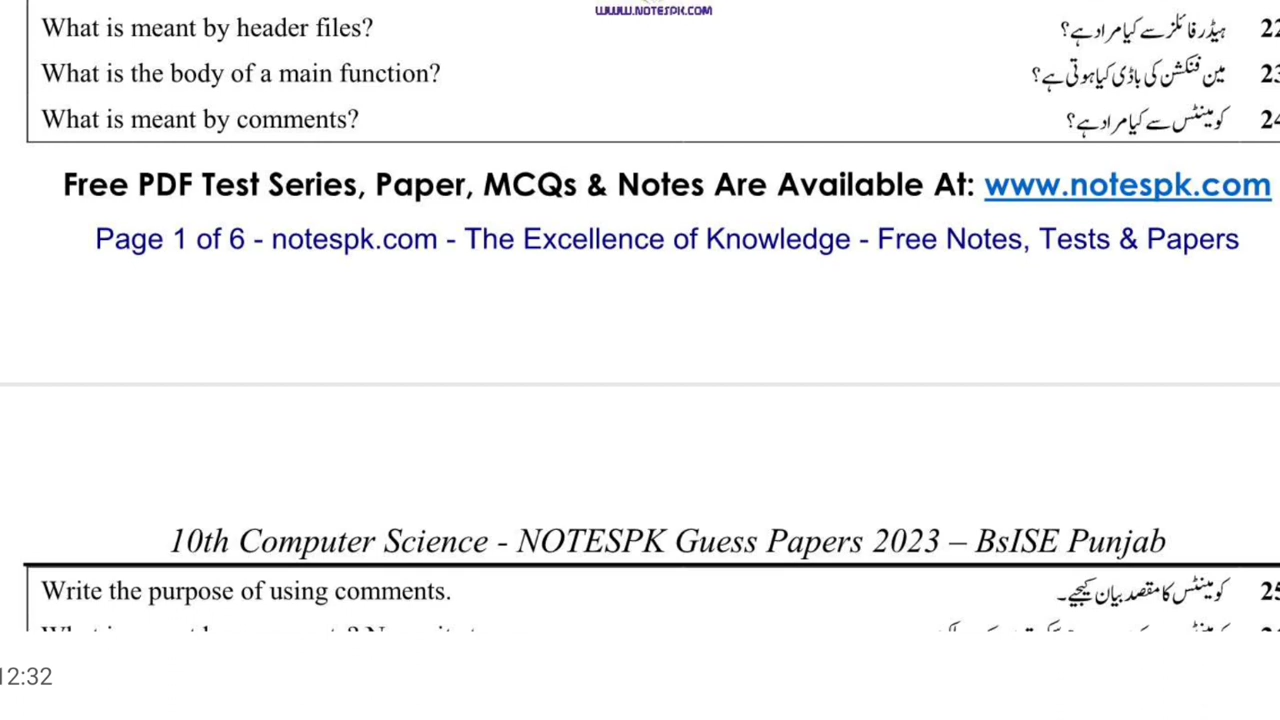 WWW.NOTESPK.COM
What is meant by header files? ہیڈر فائلز سے کیا مراد ہے؟
What is the body of a main function? مین فنکشن کی باڈی کیا ہوتی ہے؟
What is meant by comments? کومینٹس سے کیا مراد ہے؟
Free PDF Test Series, Paper, MCQs & Notes Are Available At: www.notespk.com
Page 1 of 6 - notespk.com - The Excellence of Knowledge - Free Notes, Tests & Papers
10th Computer Science - NOTESPK Guess Papers 2023 – BsISE Punjab
Write the purpose of using comments. کومینٹس کا مقصد بیان کیجیے۔ 25
12:32